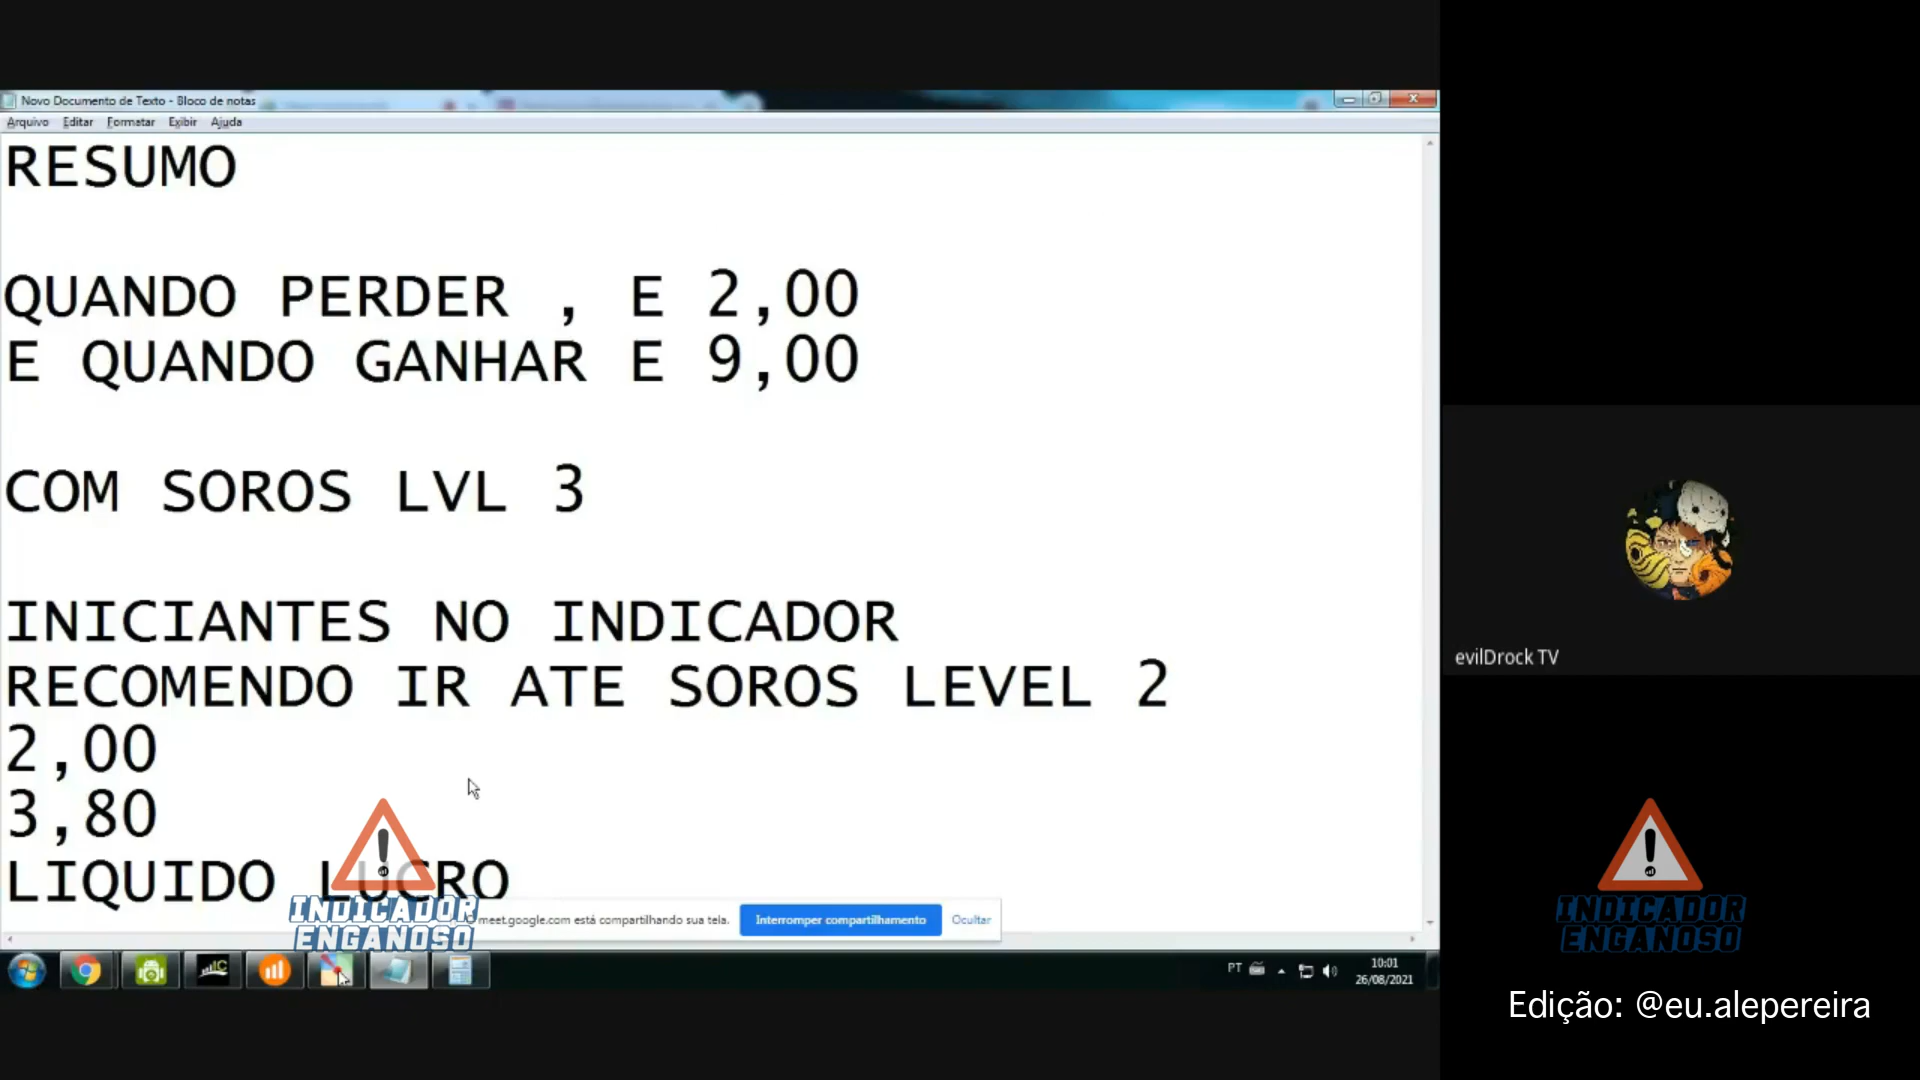 Novo Documento de Texto - Bloco de notas
Arquivo Editar Formatar Exibir Ajuda
RESUMO
QUANDO PERDER , E 2,00
E QUANDO GANHAR E 9,00
COM SOROS LVL 3
INICIANTES NO INDICADOR
RECOMENDO IR ATE SOROS LEVEL 2
2,00
3,80
LIQUIDO LUCRO
meet.google.com está compartilhando sua tela. Interromper compartilhamento Ocultar
INDICADOR
ENGANOSO
PT
10:01
26/08/2021
evilDrock TV
INDICADOR
ENGANOSO
Edição: @eu.alepereira